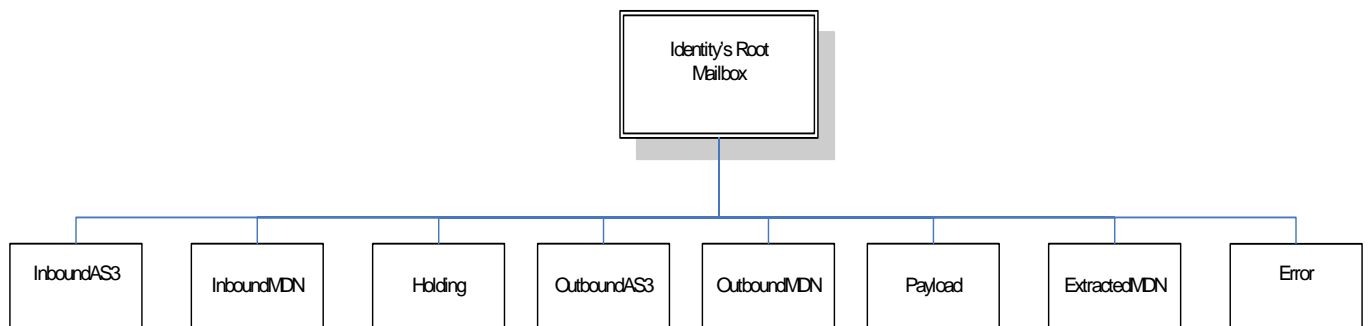 Identity's Root
Mailbox
InboundAS3
InboundMDN
Holding
OutboundAS3
OutboundMDN
Payload
ExtractedMDN
Error